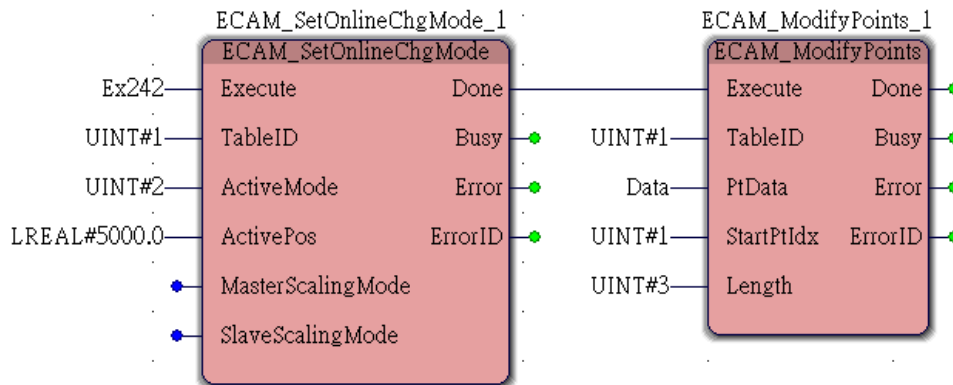 ECAM_SetOnlineChgMode_1 ECAM_ModifyPoints_1
ECAM_SetOnlineChgMode ECAM_ModifyPoints
Ex242 Execute Done Execute Done
UINT#1 TableID Busy UINT#1 TableID Busy
UINT#2 ActiveMode Error Data PtData Error
LREAL#5000.0 ActivePos ErrorID UINT#1 StartPtIdx ErrorID
MasterScalingMode UINT#3 Length
SlaveScalingMode